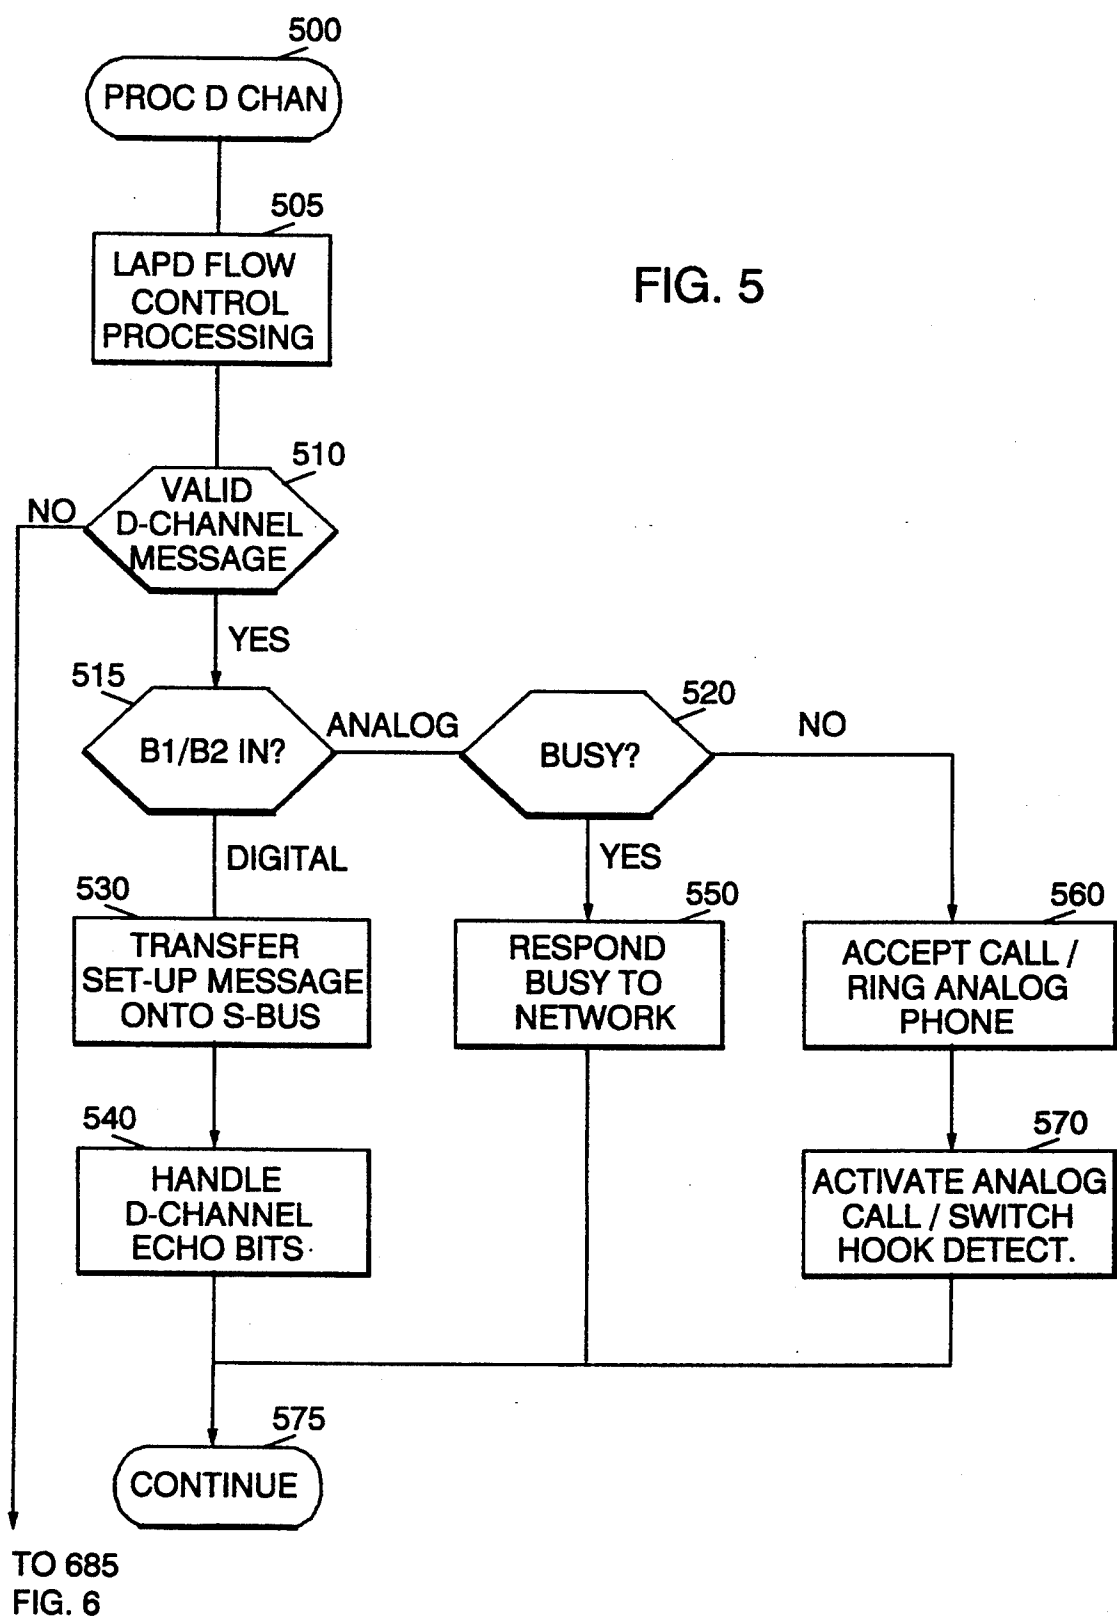 500
PROC D CHAN
505
LAPD FLOW
CONTROL
PROCESSING
FIG. 5
510
VALID
D-CHANNEL
MESSAGE
NO
YES
515
B1/B2 IN?
ANALOG
520
BUSY?
NO
DIGITAL
YES
530
TRANSFER
SET-UP MESSAGE
ONTO S-BUS
550
RESPOND
BUSY TO
NETWORK
560
ACCEPT CALL /
RING ANALOG
PHONE
540
HANDLE
D-CHANNEL
ECHO BITS
570
ACTIVATE ANALOG
CALL / SWITCH
HOOK DETECT.
575
CONTINUE
TO 685
FIG. 6